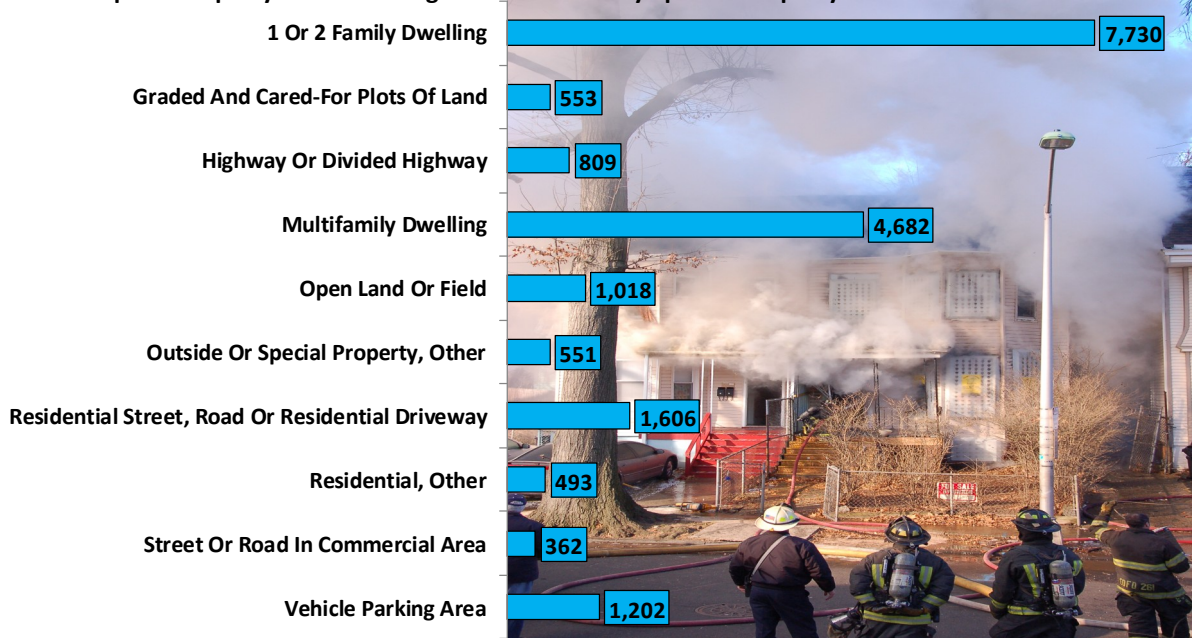 1 Or 2 Family Dwelling 7,730
Graded And Cared-For Plots Of Land 553
Highway Or Divided Highway 809
Multifamily Dwelling 4,682
Open Land Or Field 1,018
Outside Or Special Property, Other 551
Residential Street, Road Or Residential Driveway 1,606
Residential, Other 493
FOR SALE
Street Or Road In Commercial Area 362
Vehicle Parking Area 1,202